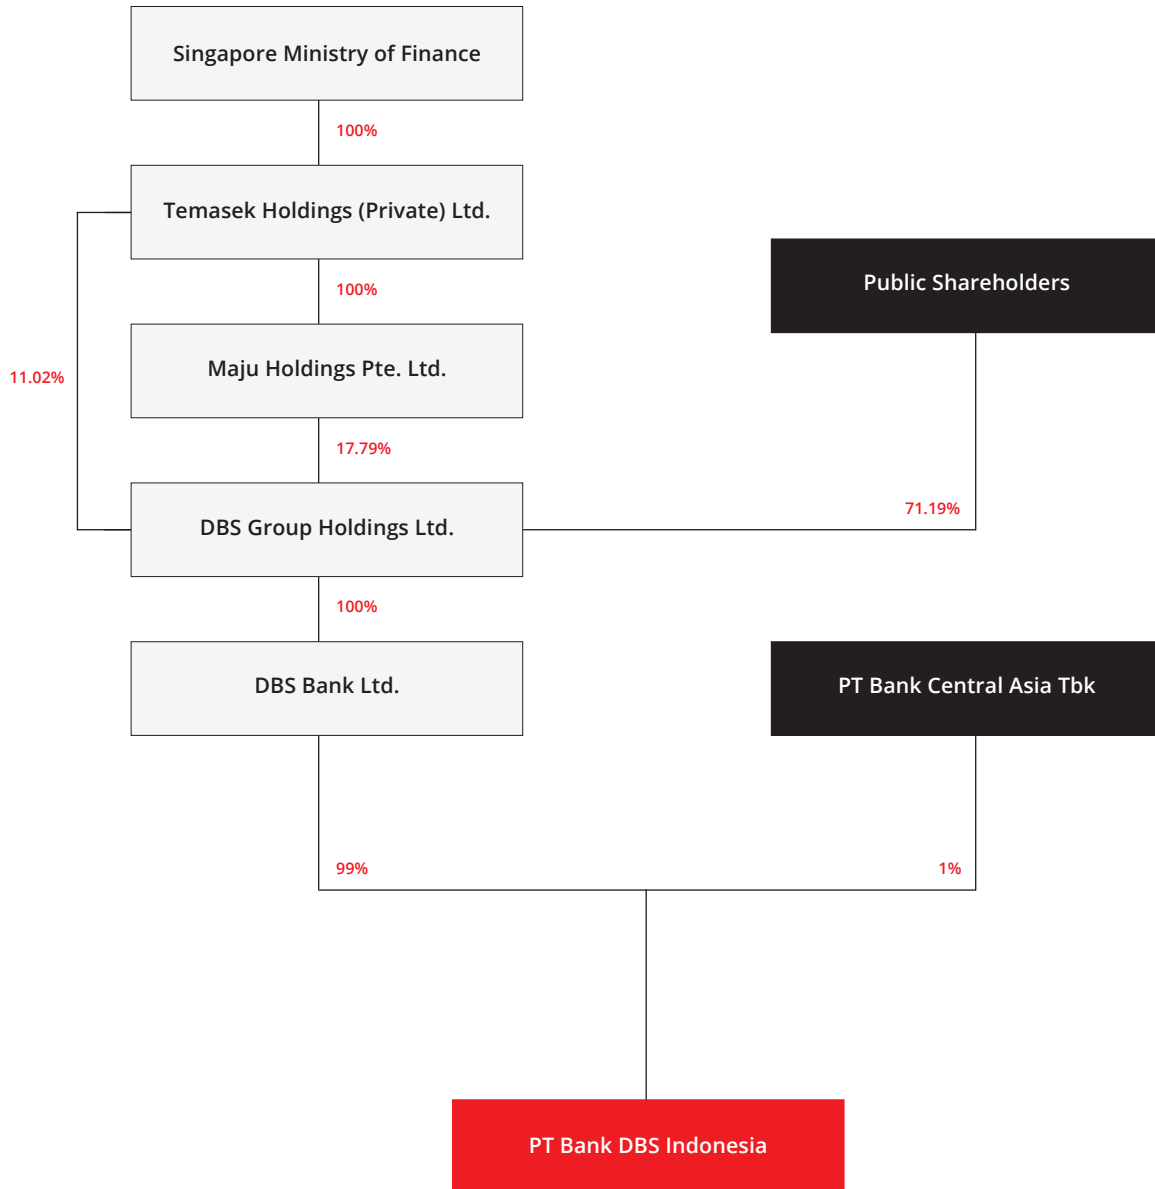 Singapore Ministry of Finance
100%
Temasek Holdings (Private) Ltd.
100%
Public Shareholders
Maju Holdings Pte. Ltd.
11.02%
17.79%
DBS Group Holdings Ltd.
71.19%
100%
DBS Bank Ltd.
PT Bank Central Asia Tbk
99%
1%
PT Bank DBS Indonesia